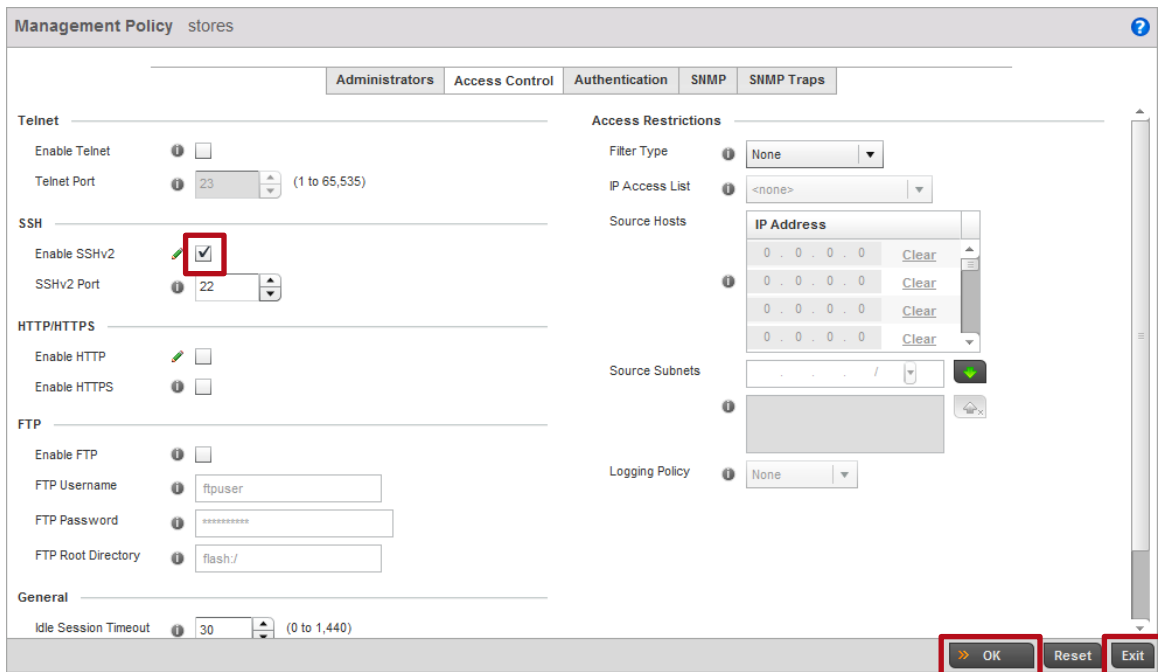 Management Policy stores
?
Administrators Access Control Authentication SNMP SNMP Traps
Telnet
Enable Telnet
Telnet Port 23 (1 to 65,535)
SSH
Enable SSHv2
SSHv2 Port 22
HTTP/HTTPS
Enable HTTP
Enable HTTPS
FTP
Enable FTP
FTP Username ftpuser
FTP Password **********
FTP Root Directory flash:/
General
Idle Session Timeout 30 (0 to 1,440)
Access Restrictions
Filter Type None
IP Access List <none>
Source Hosts IP Address
0 . 0 . 0 . 0 Clear
0 . 0 . 0 . 0 Clear
0 . 0 . 0 . 0 Clear
0 . 0 . 0 . 0 Clear
Source Subnets . . . /
Logging Policy None
>> OK Reset Exit